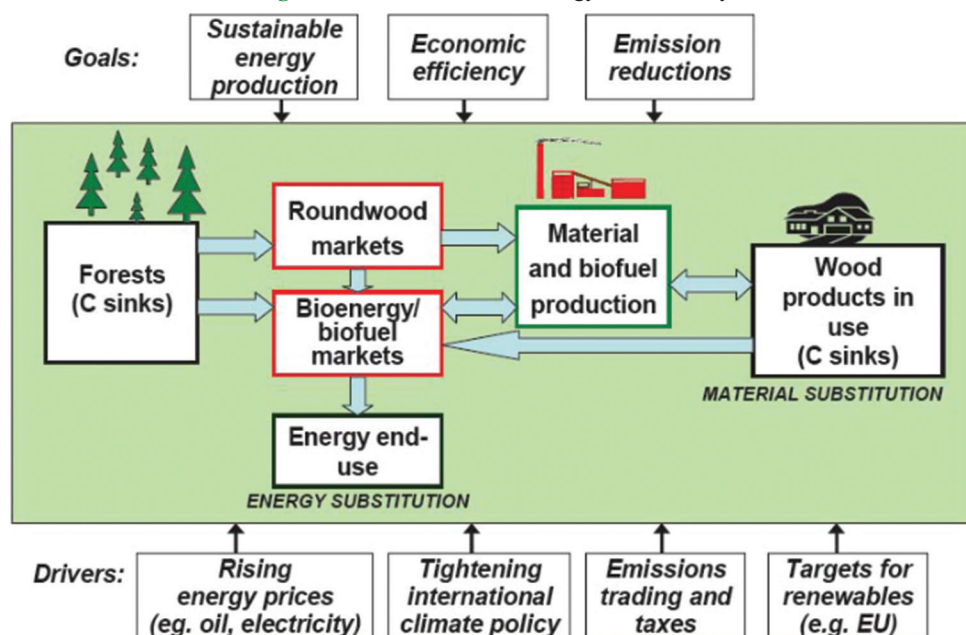 Goals:
Sustainable
energy
production
Economic
efficiency
Emission
reductions
Forests
(C sinks)
Roundwood
markets
Bioenergy/
biofuel
markets
Material
and biofuel
production
Wood
products in
use
(C sinks)
MATERIAL SUBSTITUTION
Energy end-
use
ENERGY SUBSTITUTION
Drivers:
Rising
energy prices
(eg. oil, electricity)
Tightening
international
climate policy
Emissions
trading and
taxes
Targets for
renewables
(e.g. EU)